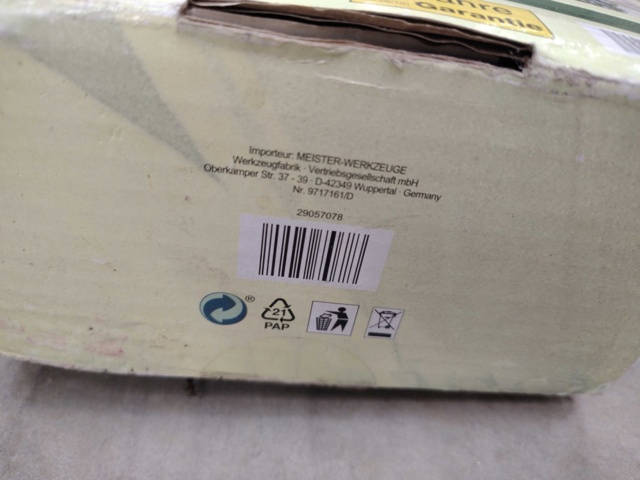 Jahre
Garantie
Importeur: MEISTER-WERKZEUGE
Werkzeugfabrik · Vertriebsgesellschaft mbH
Oberkamper Str. 37 - 39 · D-42349 Wuppertal · Germany
Nr. 9717161/D
29057078
®
21
PAP